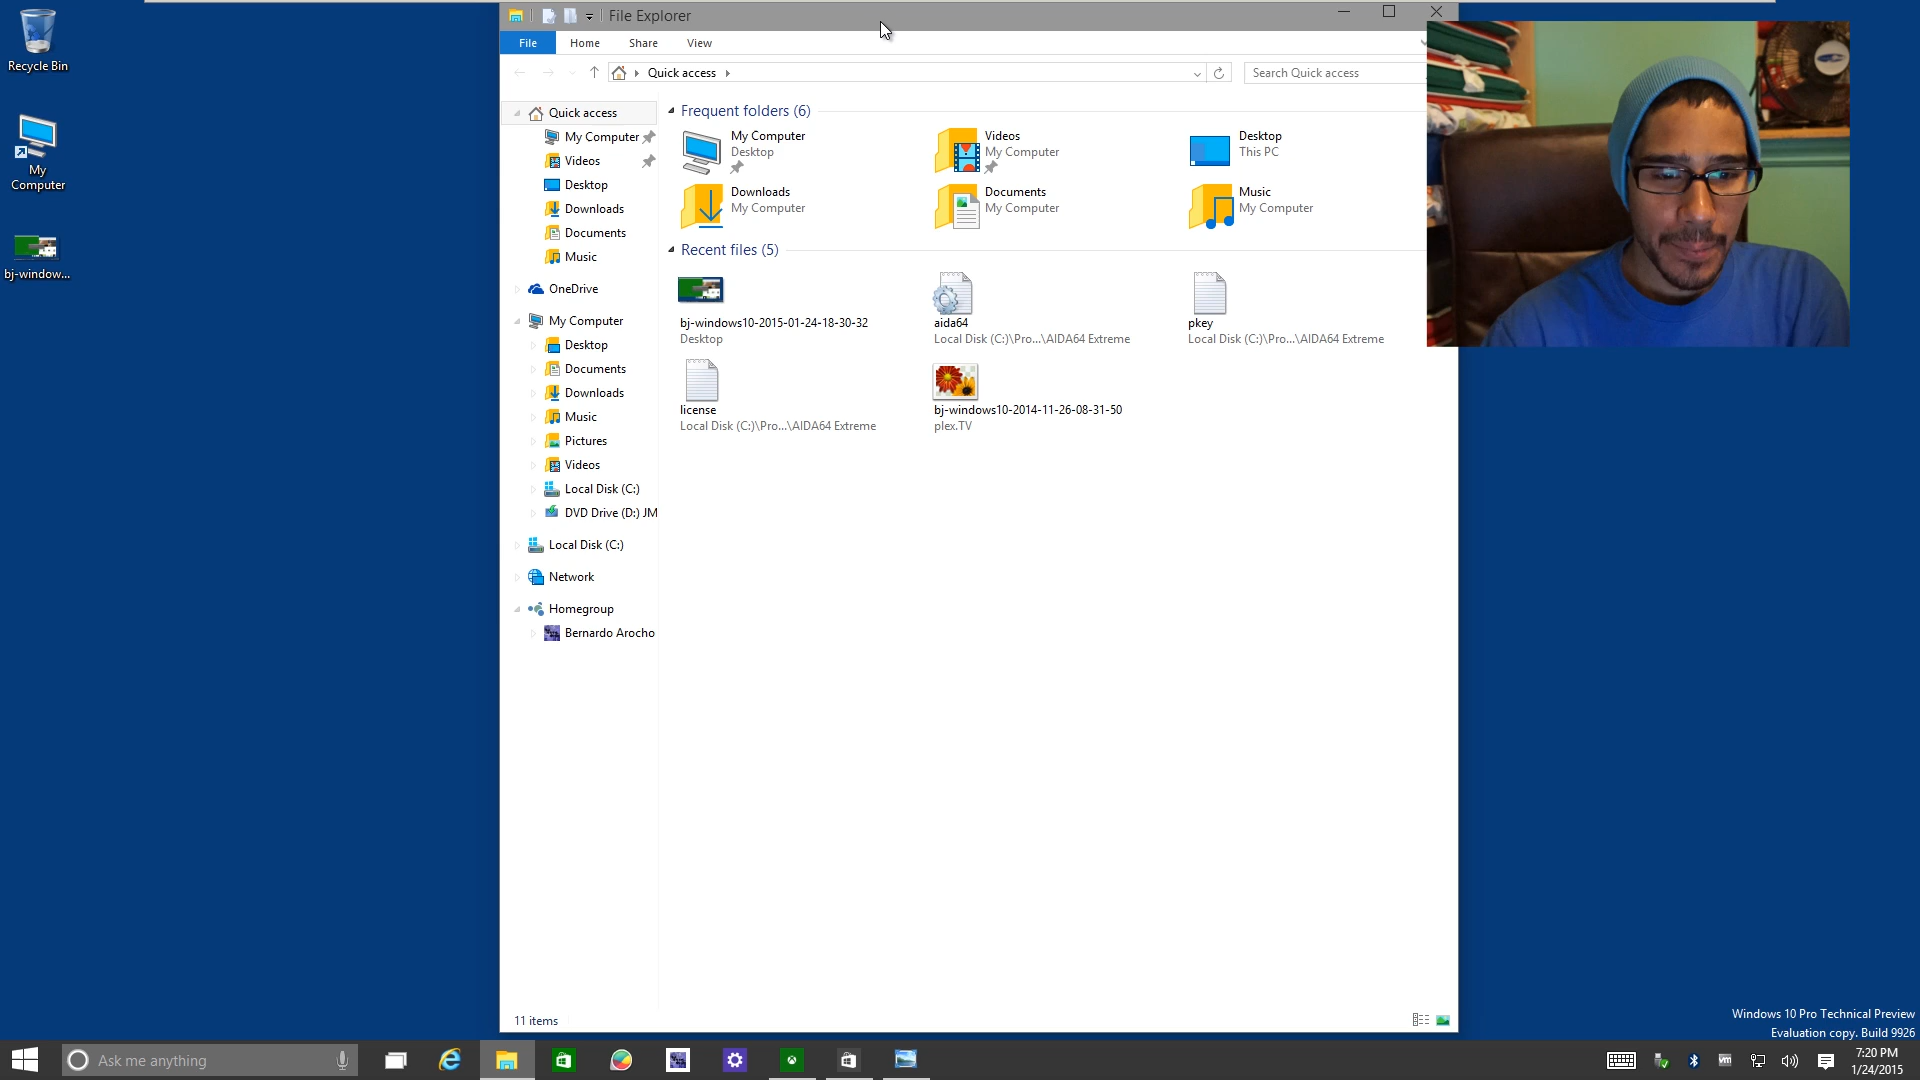 Recycle Bin
My
Computer
bj-window...
File Explorer
File
Home
Share
View
Quick access
Search Quick access
Quick access
My Computer
Videos
Desktop
Downloads
Documents
Music
OneDrive
My Computer
Desktop
Documents
Downloads
Music
Pictures
Videos
Local Disk (C:)
DVD Drive (D:) JM
Local Disk (C:)
Network
Homegroup
Bernardo Arocho
Frequent folders (6)
My Computer
Desktop
Videos
My Computer
Desktop
This PC
Downloads
My Computer
Documents
My Computer
Music
My Computer
Recent files (5)
bj-windows10-2015-01-24-18-30-32
Desktop
aida64
Local Disk (C:)\Pro...\AIDA64 Extreme
pkey
Local Disk (C:)\Pro...\AIDA64 Extreme
license
Local Disk (C:)\Pro...\AIDA64 Extreme
bj-windows10-2014-11-26-08-31-50
plex.TV
11 items
Windows 10 Pro Technical Preview
Evaluation copy. Build 9926
Ask me anything
vm
7:20 PM
1/24/2015